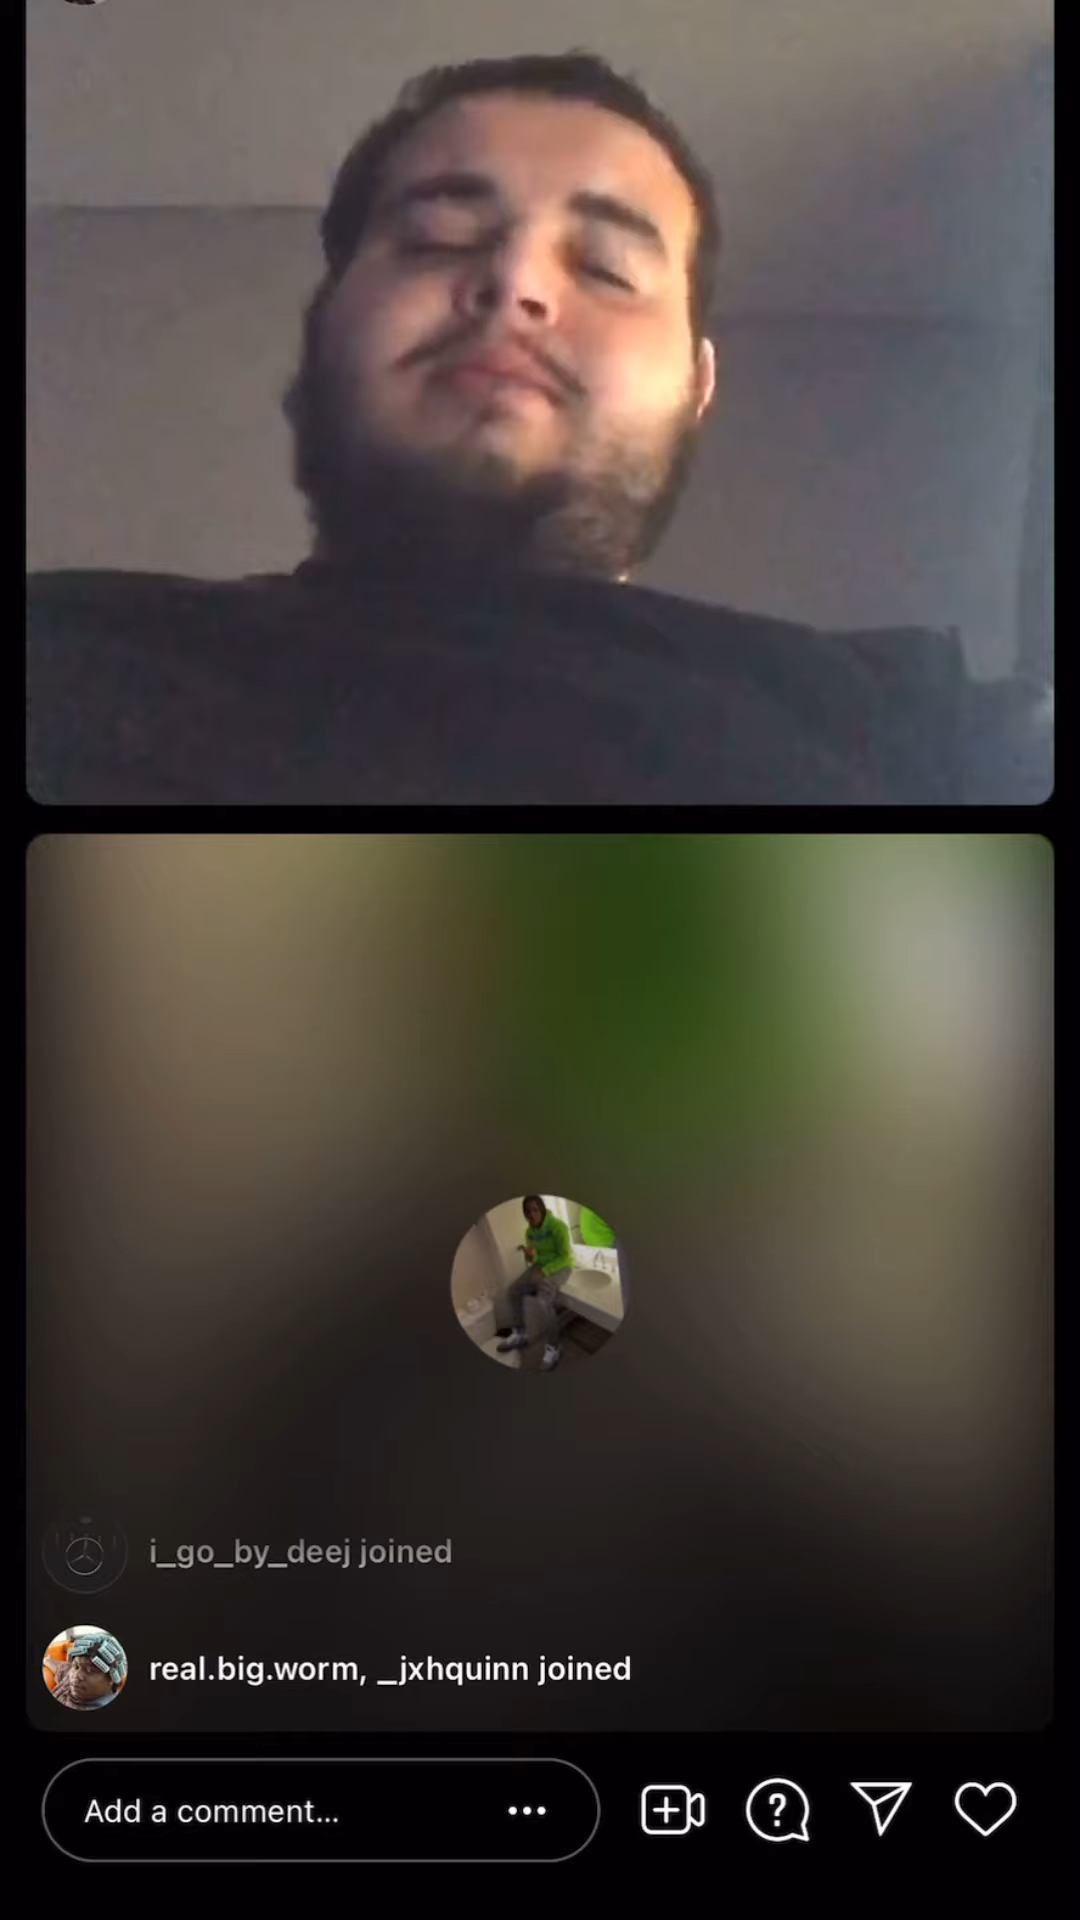 i_go_by_deej joined
real.big.worm, _jxhquinn joined
Add a comment...